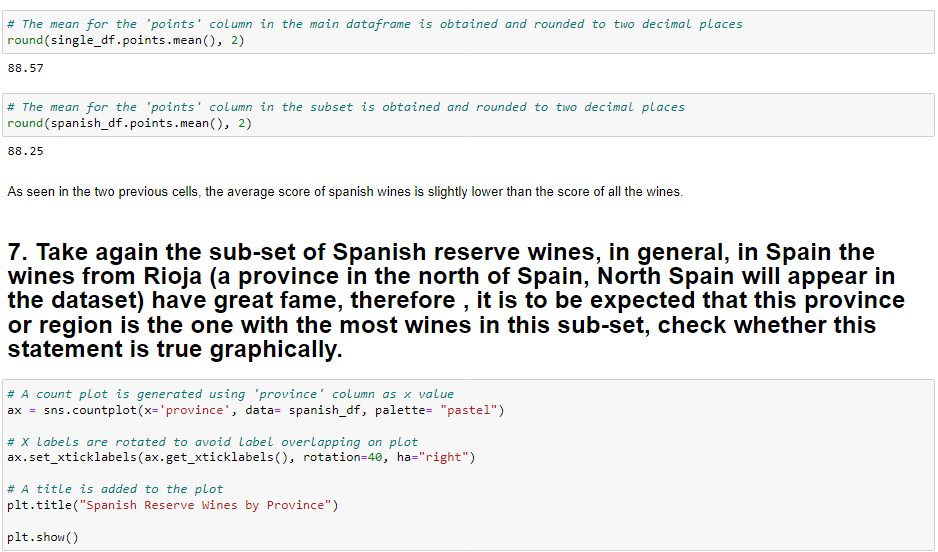 # The mean for the 'points' column in the main dataframe is obtained and rounded to two decimal places
round(single_df.points.mean(), 2)
88.57
# The mean for the 'points' column in the subset is obtained and rounded to two decimal places
round(spanish_df.points.mean(), 2)
88.25
As seen in the two previous cells, the average score of spanish wines is slightly lower than the score of all the wines.
7. Take again the sub-set of Spanish reserve wines, in general, in Spain the
wines from Rioja (a province in the north of Spain, North Spain will appear in
the dataset) have great fame, therefore , it is to be expected that this province
or region is the one with the most wines in this sub-set, check whether this
statement is true graphically.
# A count plot is generated using 'province' column as x value
ax = sns.countplot(x='province', data= spanish_df, palette= "pastel")
# X labels are rotated to avoid label overlapping on plot
ax.set_xticklabels(ax.get_xticklabels(), rotation=40, ha="right")
# A title is added to the plot
plt.title("Spanish Reserve Wines by Province")
plt.show()